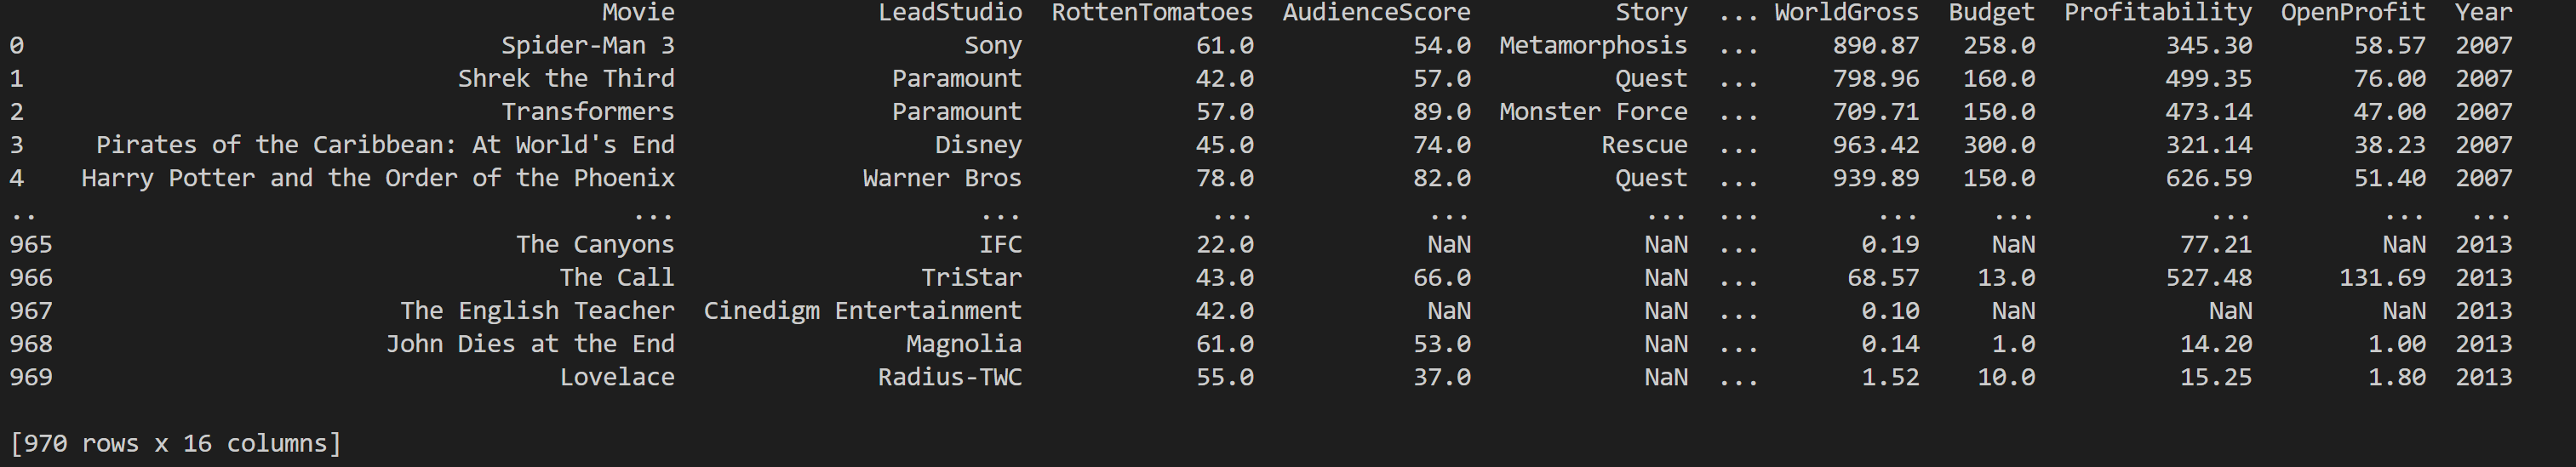 Movie LeadStudio RottenTomatoes AudienceScore Story ... WorldGross Budget Profitability OpenProfit Year
0 Spider-Man 3 Sony 61.0 54.0 Metamorphosis ... 890.87 258.0 345.30 58.57 2007
1 Shrek the Third Paramount 42.0 57.0 Quest ... 798.96 160.0 499.35 76.00 2007
2 Transformers Paramount 57.0 89.0 Monster Force ... 709.71 150.0 473.14 47.00 2007
3 Pirates of the Caribbean: At World's End Disney 45.0 74.0 Rescue ... 963.42 300.0 321.14 38.23 2007
4 Harry Potter and the Order of the Phoenix Warner Bros 78.0 82.0 Quest ... 939.89 150.0 626.59 51.40 2007
.. ... ... ... ... ... ... ... ... ... ... ...
965 The Canyons IFC 22.0 NaN NaN ... 0.19 NaN 77.21 NaN 2013
966 The Call TriStar 43.0 66.0 NaN ... 68.57 13.0 527.48 131.69 2013
967 The English Teacher Cinedigm Entertainment 42.0 NaN NaN ... 0.10 NaN NaN NaN 2013
968 John Dies at the End Magnolia 61.0 53.0 NaN ... 0.14 1.0 14.20 1.00 2013
969 Lovelace Radius-TWC 55.0 37.0 NaN ... 1.52 10.0 15.25 1.80 2013
[970 rows x 16 columns]